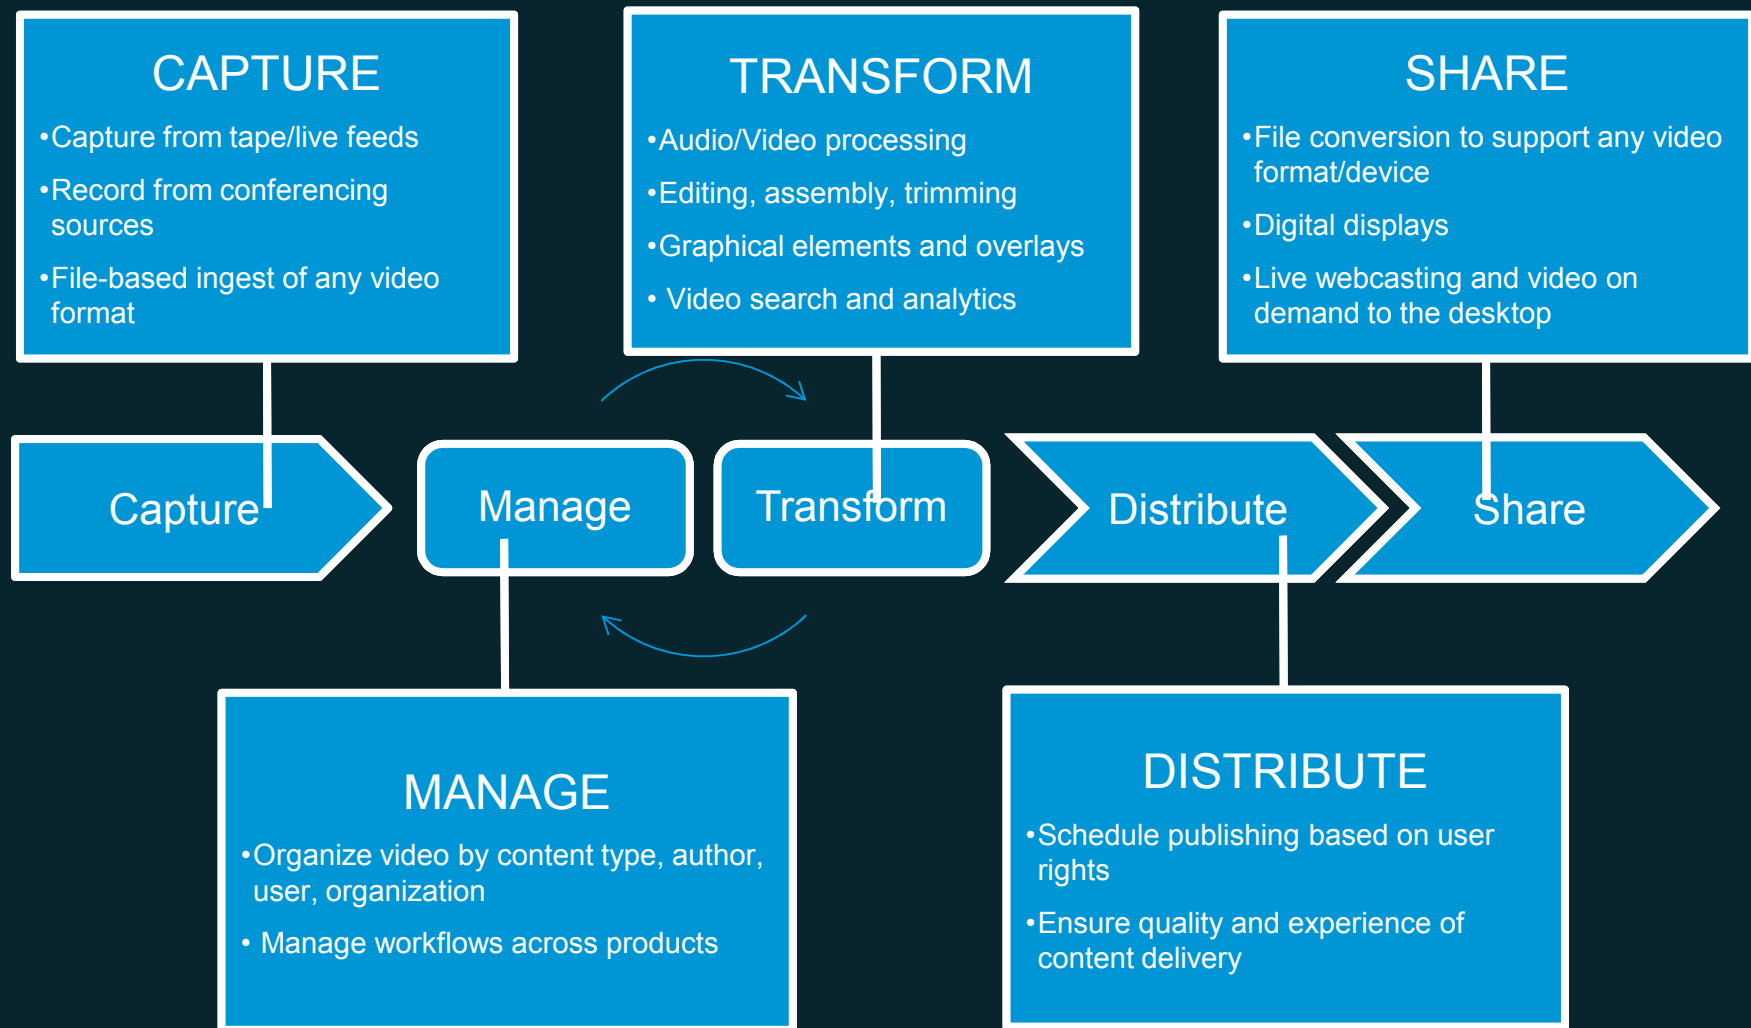 CAPTURE
•Capture from tape/live feeds
•Record from conferencing
sources
•File-based ingest of any video
format
TRANSFORM
•Audio/Video processing
•Editing, assembly, trimming
•Graphical elements and overlays
• Video search and analytics
SHARE
•File conversion to support any video
format/device
•Digital displays
•Live webcasting and video on
demand to the desktop
Capture
Manage
Transform
Distribute
Share
MANAGE
•Organize video by content type, author,
user, organization
• Manage workflows across products
DISTRIBUTE
•Schedule publishing based on user
rights
•Ensure quality and experience of
content delivery